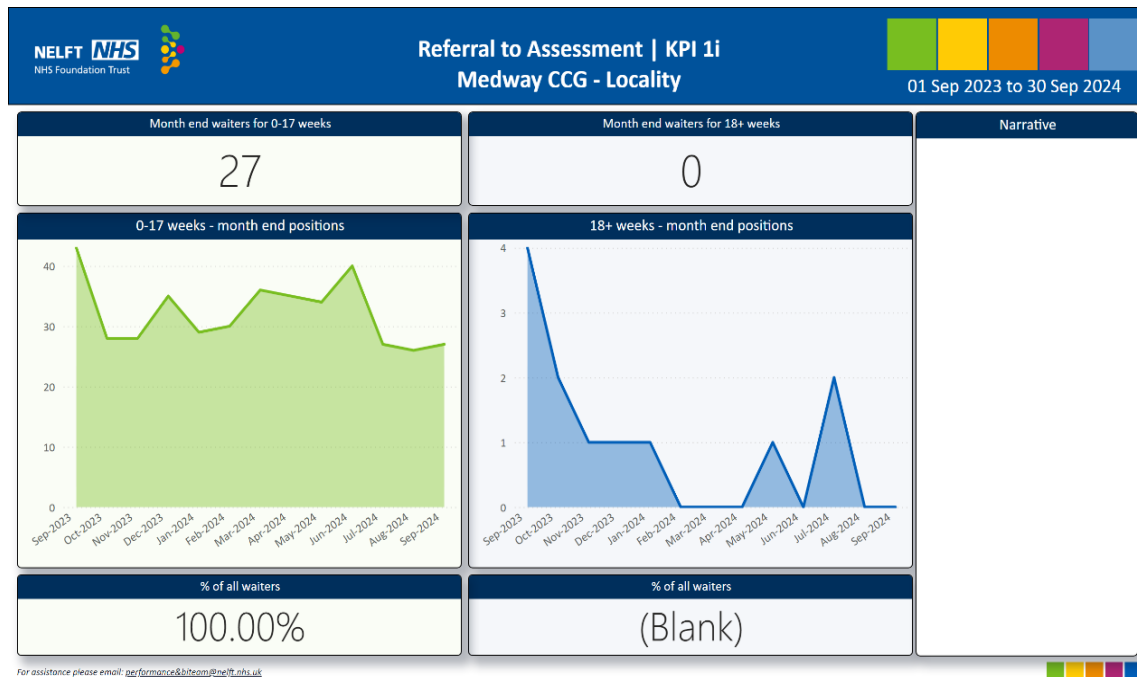 NELFT NHS
NHS Foundation Trust
Referral to Assessment | KPI 1i
Medway CCG - Locality
01 Sep 2023 to 30 Sep 2024
Month end waiters for 0-17 weeks
27
Month end waiters for 18+ weeks
0
Narrative
0-17 weeks - month end positions
40
30
20
10
0
Sep-2023
Oct-2023
Nov-2023
Dec-2023
Jan-2024
Feb-2024
Mar-2024
Apr-2024
May-2024
Jun-2024
Jul-2024
Aug-2024
Sep-2024
18+ weeks - month end positions
4
3
2
1
0
Sep-2023
Oct-2023
Nov-2023
Dec-2023
Jan-2024
Feb-2024
Mar-2024
Apr-2024
May-2024
Jun-2024
Jul-2024
Aug-2024
Sep-2024
% of all waiters
100.00%
% of all waiters
(Blank)
For assistance please email: performance&biteam@nelft.nhs.uk